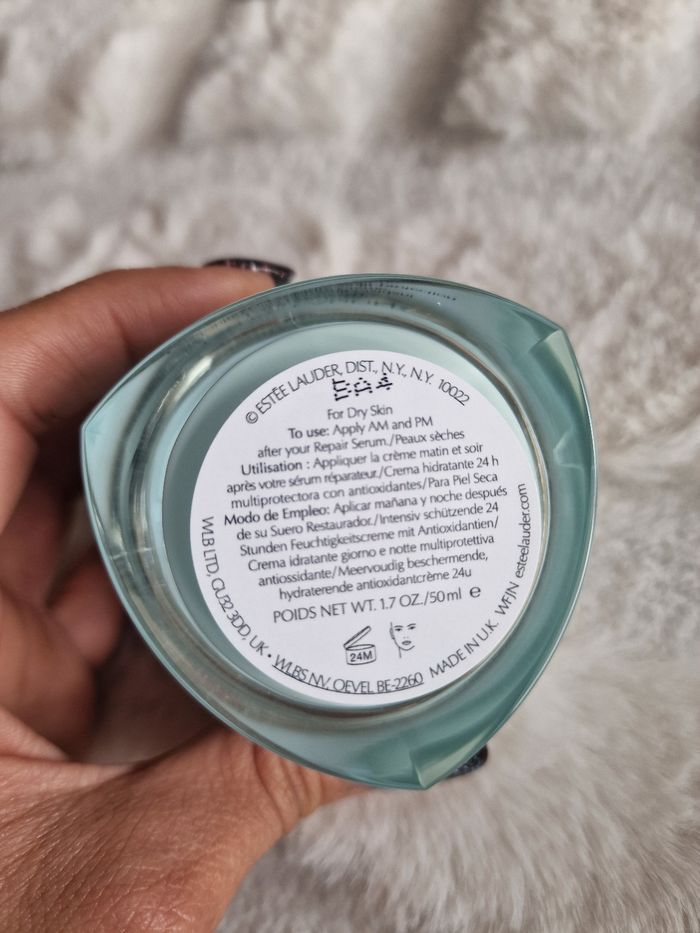 © ESTĒE LAUDER, DIST., N.Y., N.Y. 10022
BA4
For Dry Skin
To use: Apply AM and PM
after your Repair Serum./Peaux sèches
Utilisation : Appliquer la crème matin et soir
après votre sérum réparateur./Crema hidratante 24 h
multiprotectora con antioxidantes/Para Piel Seca
Modo de Empleo: Aplicar mañana y noche después
de su Suero Restaurador./Intensiv schützende 24
Stunden Feuchtigkeitscreme mit Antioxidantien/
Crema idratante giorno e notte multiprotettiva
antiossidante/Meervoudig beschermende,
hydraterende antioxidantcrème 24u
POIDS NET WT. 1.7 OZ./50 ml ℮
24M
WLB LTD, GU32 3DD, UK • WLBS NV, OEVEL BE-2260 MADE IN U.K. WFJN esteelauder.com